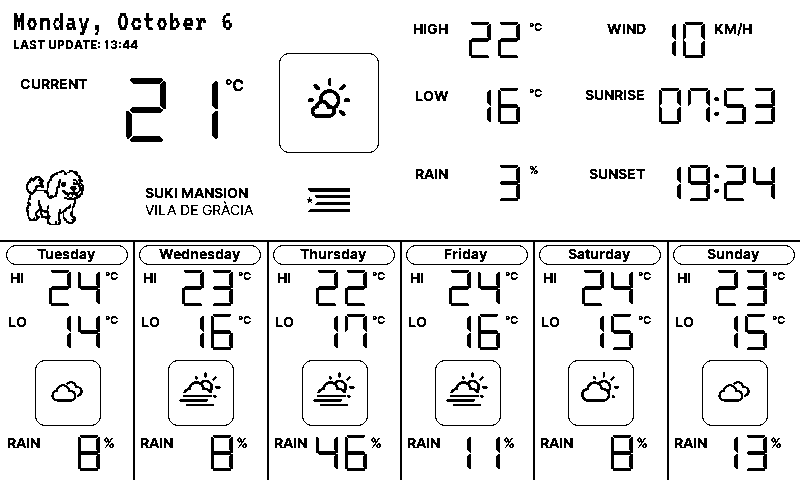 Monday, October 6
LAST UPDATE: 13:44
CURRENT 21 °C
SUKI MANSION
VILA DE GRÀCIA
HIGH 22 °C
LOW 16 °C
RAIN 3 %
WIND 10 KM/H
SUNRISE 07:53
SUNSET 19:24
Tuesday
HI 24 °C
LO 14 °C
RAIN 8 %
Wednesday
HI 23 °C
LO 16 °C
RAIN 8 %
Thursday
HI 22 °C
LO 17 °C
RAIN 46 %
Friday
HI 24 °C
LO 16 °C
RAIN 11 %
Saturday
HI 24 °C
LO 15 °C
RAIN 8 %
Sunday
HI 23 °C
LO 15 °C
RAIN 13 %